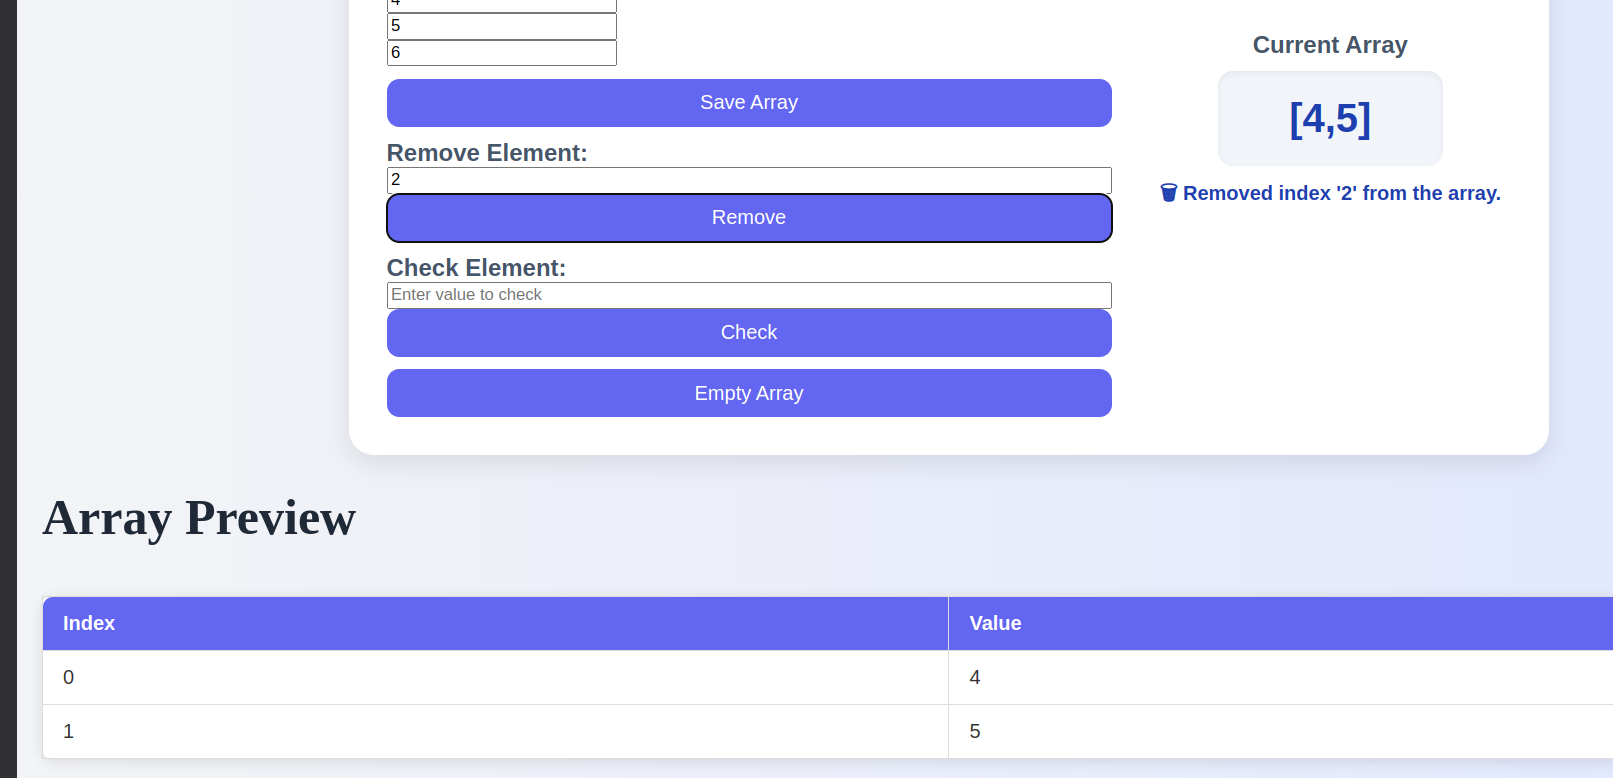 4
5
6
Save Array
Remove Element:
2
Remove
Check Element:
Enter value to check
Check
Empty Array
Current Array
[4,5]
Removed index '2' from the array.
Array Preview
Index Value
0 4
1 5